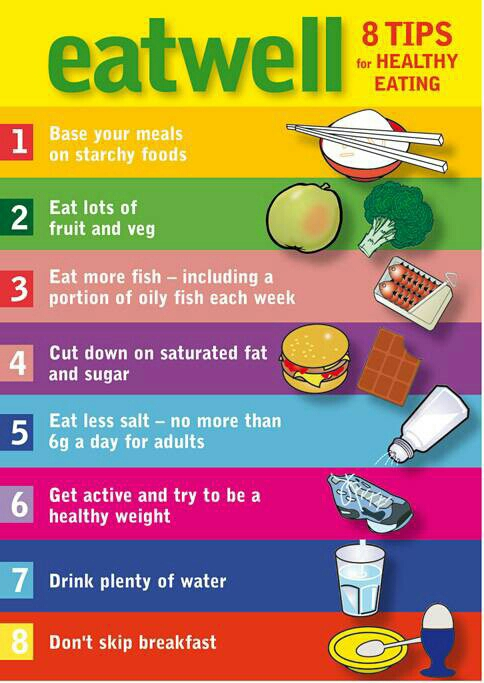 eatwell
8 TIPS
for HEALTHY
EATING
1
Base your meals
on starchy foods
2
Eat lots of
fruit and veg
3
Eat more fish – including a
portion of oily fish each week
4
Cut down on saturated fat
and sugar
5
Eat less salt – no more than
6g a day for adults
6
Get active and try to be a
healthy weight
7
Drink plenty of water
8
Don't skip breakfast